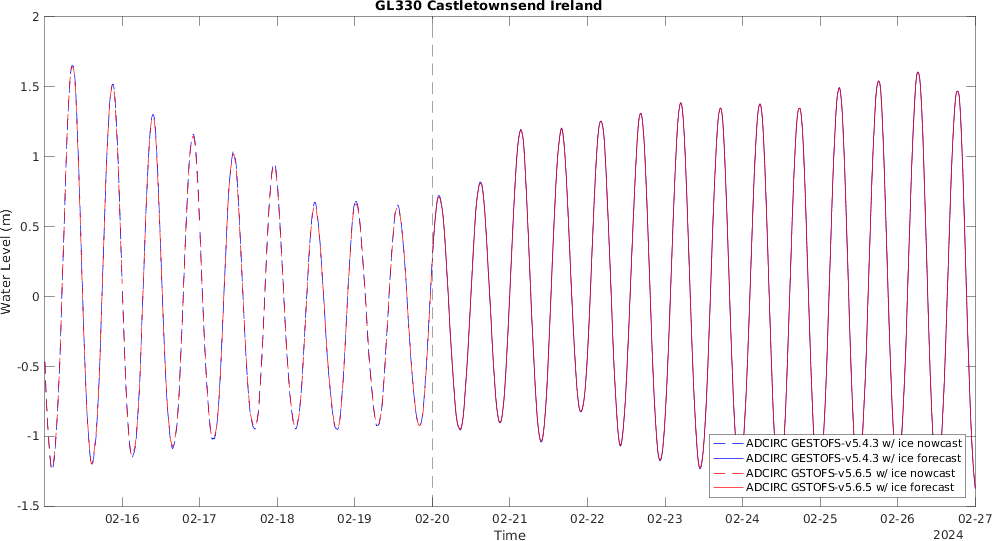 GL330 Castletownsend Ireland
2
1.5
1
0.5
0
-0.5
-1
-1.5
Water Level (m)
ADCIRC GESTOFS-v5.4.3 w/ ice nowcast
ADCIRC GESTOFS-v5.4.3 w/ ice forecast
ADCIRC GSTOFS-v5.6.5 w/ ice nowcast
ADCIRC GSTOFS-v5.6.5 w/ ice forecast
02-16 02-17 02-18 02-19 02-20 02-21 02-22 02-23 02-24 02-25 02-26 02-27
Time
2024